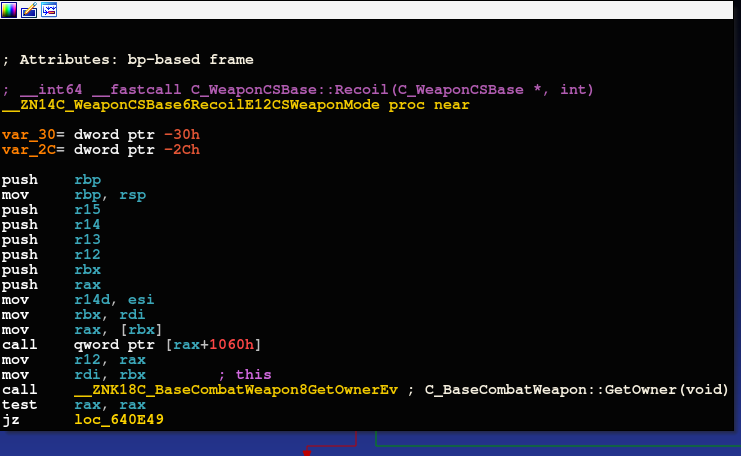 ; Attributes: bp-based frame
; __int64 __fastcall C_WeaponCSBase::Recoil(C_WeaponCSBase *, int)
__ZN14C_WeaponCSBase6RecoilE12CSWeaponMode proc near
var_30= dword ptr -30h
var_2C= dword ptr -2Ch
push rbp
mov rbp, rsp
push r15
push r14
push r13
push r12
push rbx
push rax
mov r14d, esi
mov rbx, rdi
mov rax, [rbx]
call qword ptr [rax+1060h]
mov r12, rax
mov rdi, rbx ; this
call __ZNK18C_BaseCombatWeapon8GetOwnerEv ; C_BaseCombatWeapon::GetOwner(void)
test rax, rax
jz loc_640E49